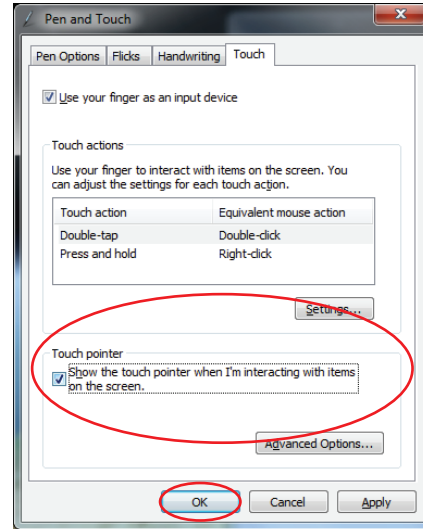 Pen and Touch
Pen Options Flicks Handwriting Touch
Use your finger as an input device
Touch actions
Use your finger to interact with items on the screen. You
can adjust the settings for each touch action.
Touch action Equivalent mouse action
Double-tap Double-click
Press and hold Right-click
Settings...
Touch pointer
Show the touch pointer when I'm interacting with items
on the screen.
Advanced Options...
OK Cancel Apply